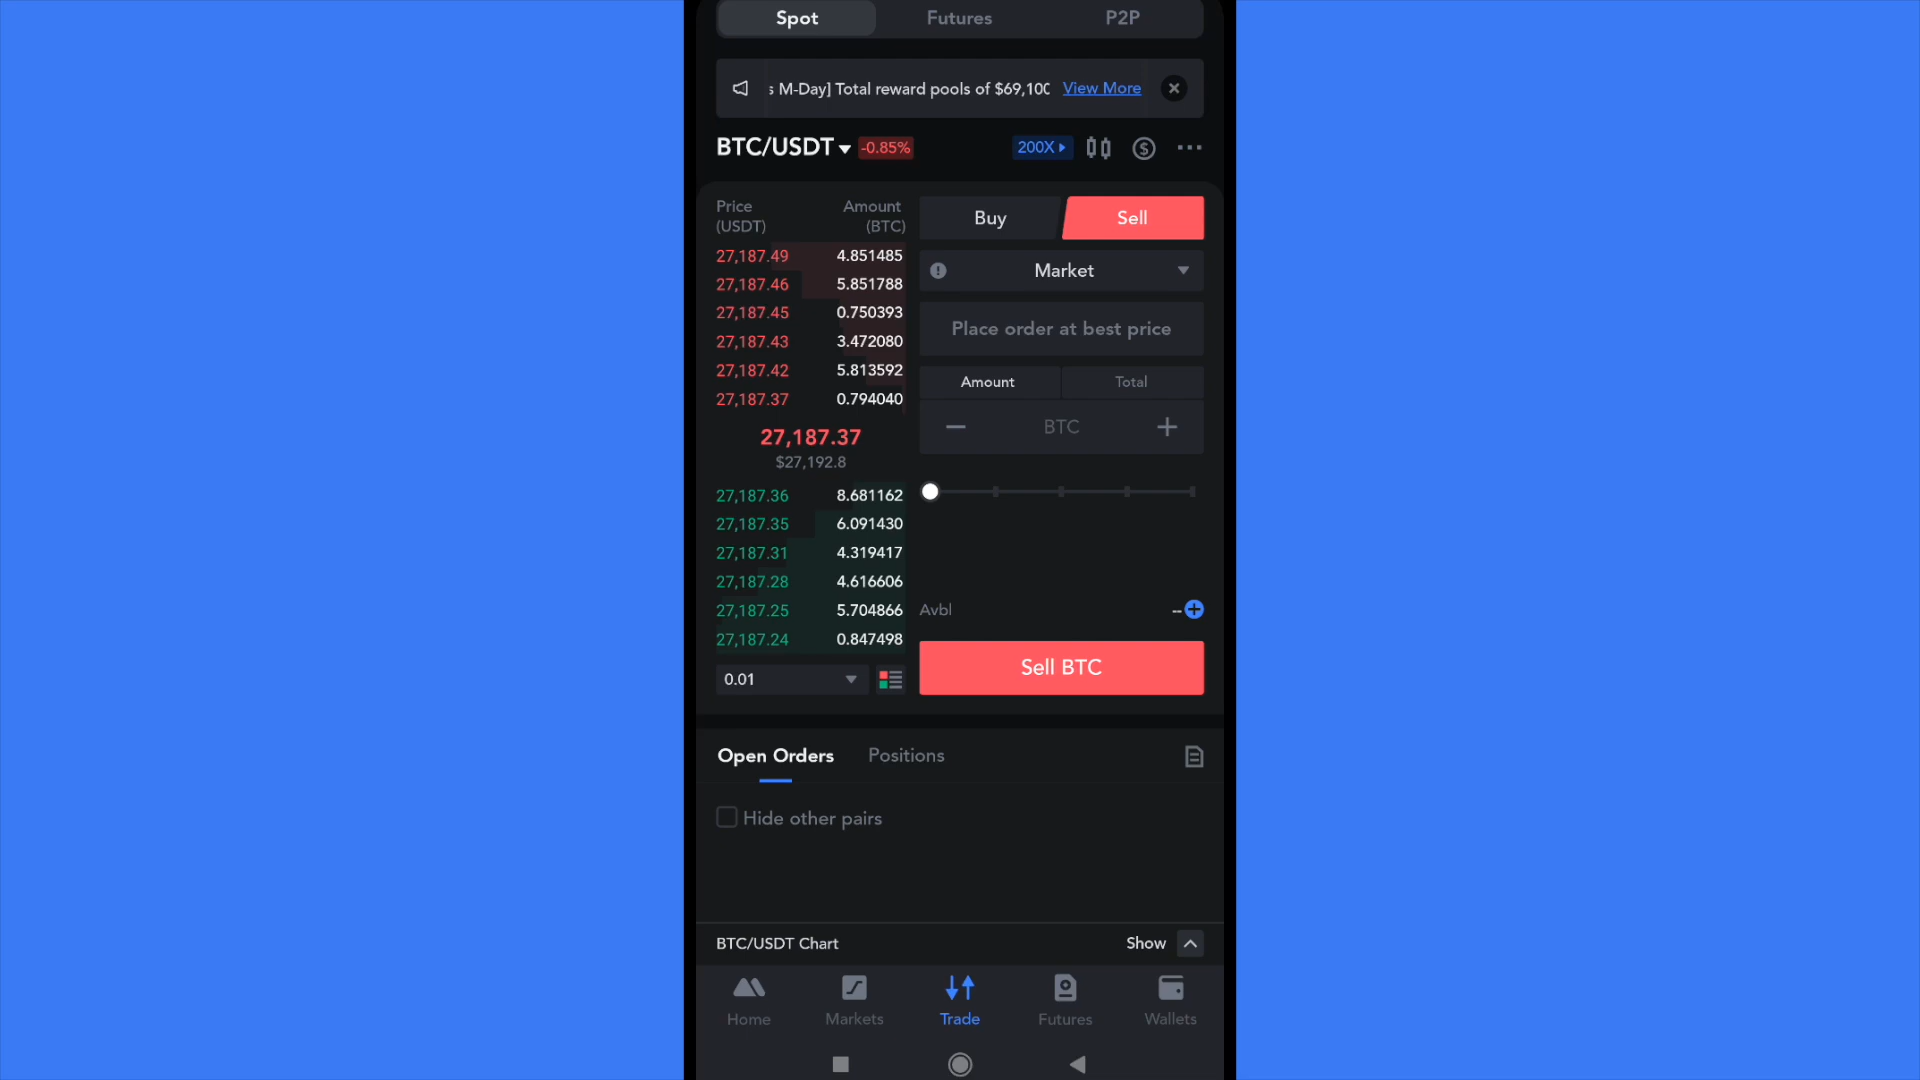 Spot Futures P2P
s M-Day] Total reward pools of $69,100 View More
BTC/USDT -0.85% 200X
Price Amount
(USDT) (BTC)
27,187.49 4.851485
27,187.46 5.851788
27,187.45 0.750393
27,187.43 3.472080
27,187.42 5.813592
27,187.37 0.794040
27,187.37
$27,192.8
27,187.36 8.681162
27,187.35 6.091430
27,187.31 4.319417
27,187.28 4.616606
27,187.25 5.704866
27,187.24 0.847498
0.01
Buy Sell
Market
Place order at best price
Amount Total
BTC
Avbl --
Sell BTC
Open Orders Positions
Hide other pairs
BTC/USDT Chart Show
Home Markets Trade Futures Wallets